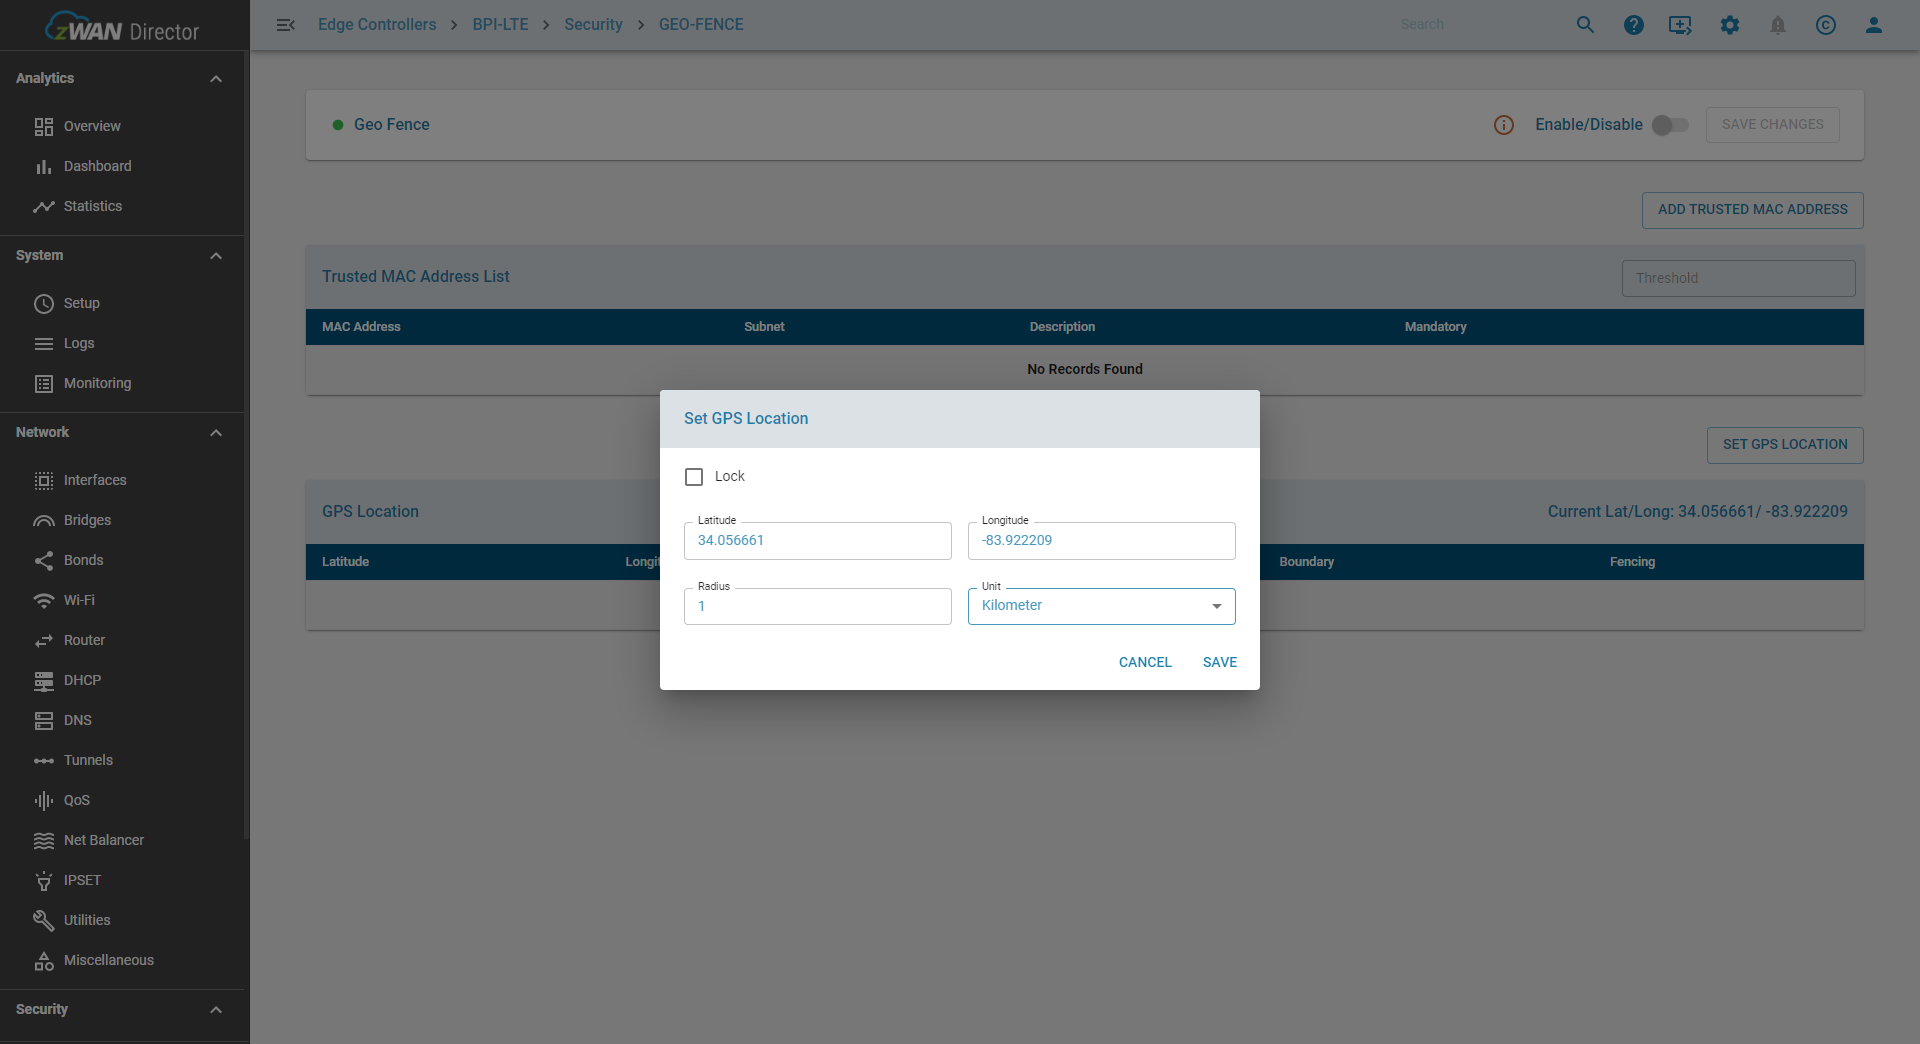 zWAN Director
Edge Controllers > BPI-LTE > Security > GEO-FENCE
Search
Analytics
Overview
Dashboard
Statistics
System
Setup
Logs
Monitoring
Network
Interfaces
Bridges
Bonds
Wi-Fi
Router
DHCP
DNS
Tunnels
QoS
Net Balancer
IPSET
Utilities
Miscellaneous
Security
Geo Fence
Enable/Disable
SAVE CHANGES
ADD TRUSTED MAC ADDRESS
Trusted MAC Address List
Threshold
MAC Address Subnet Description Mandatory
No Records Found
SET GPS LOCATION
GPS Location
Current Lat/Long: 34.056661/ -83.922209
Latitude Longit Boundary Fencing
Set GPS Location
Lock
Latitude
34.056661
Longitude
-83.922209
Radius
1
Unit
Kilometer
CANCEL SAVE